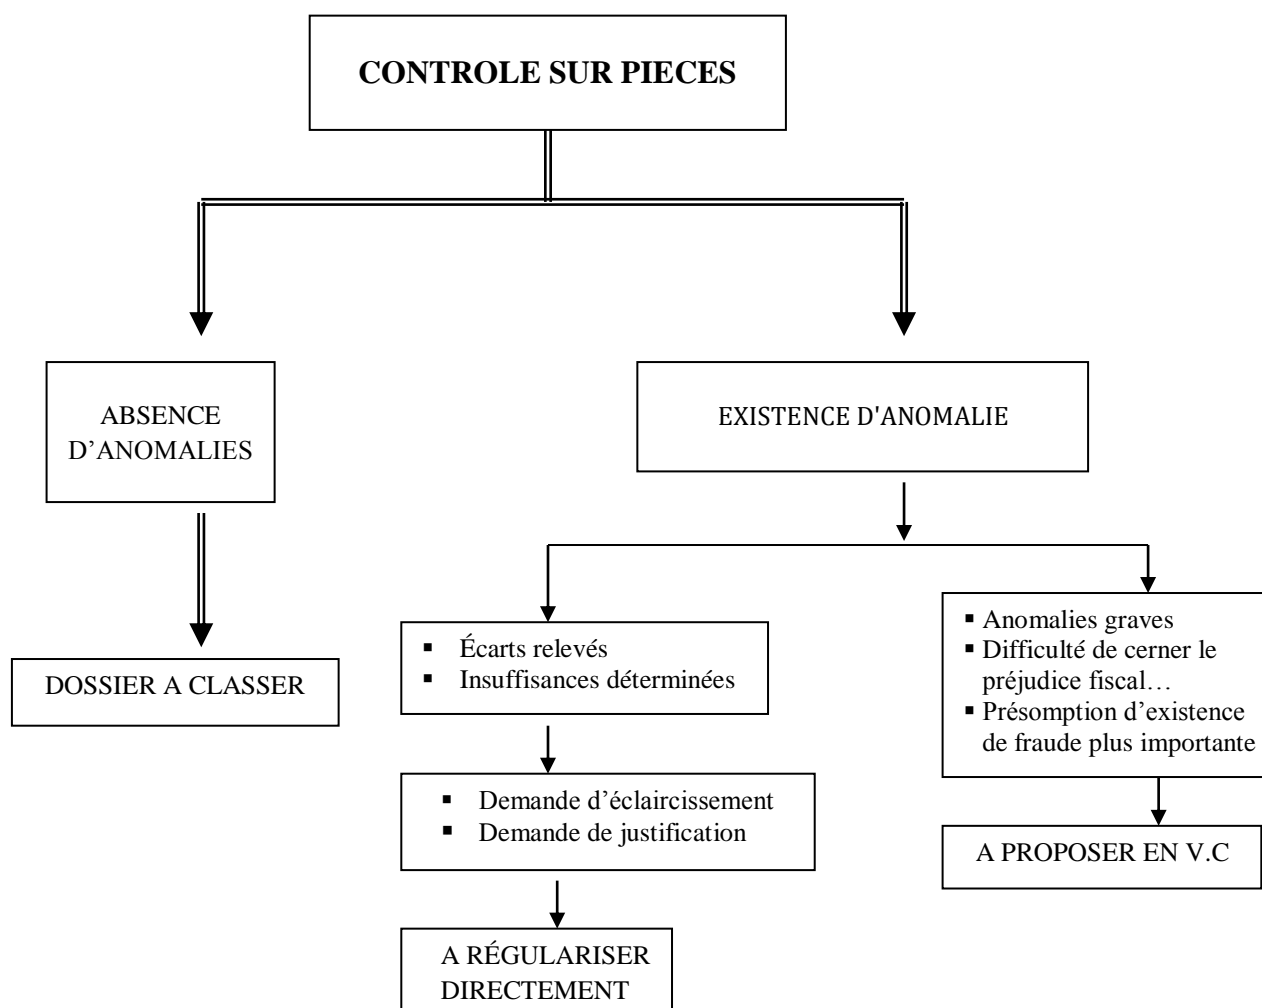 CONTROLE SUR PIECES
ABSENCE
D’ANOMALIES
EXISTENCE D'ANOMALIE
DOSSIER A CLASSER
▪ Écarts relevés
▪ Insuffisances déterminées
▪ Anomalies graves
▪ Difficulté de cerner le
préjudice fiscal…
▪ Présomption d’existence
de fraude plus importante
▪ Demande d’éclaircissement
▪ Demande de justification
A PROPOSER EN V.C
A RÉGULARISER
DIRECTEMENT